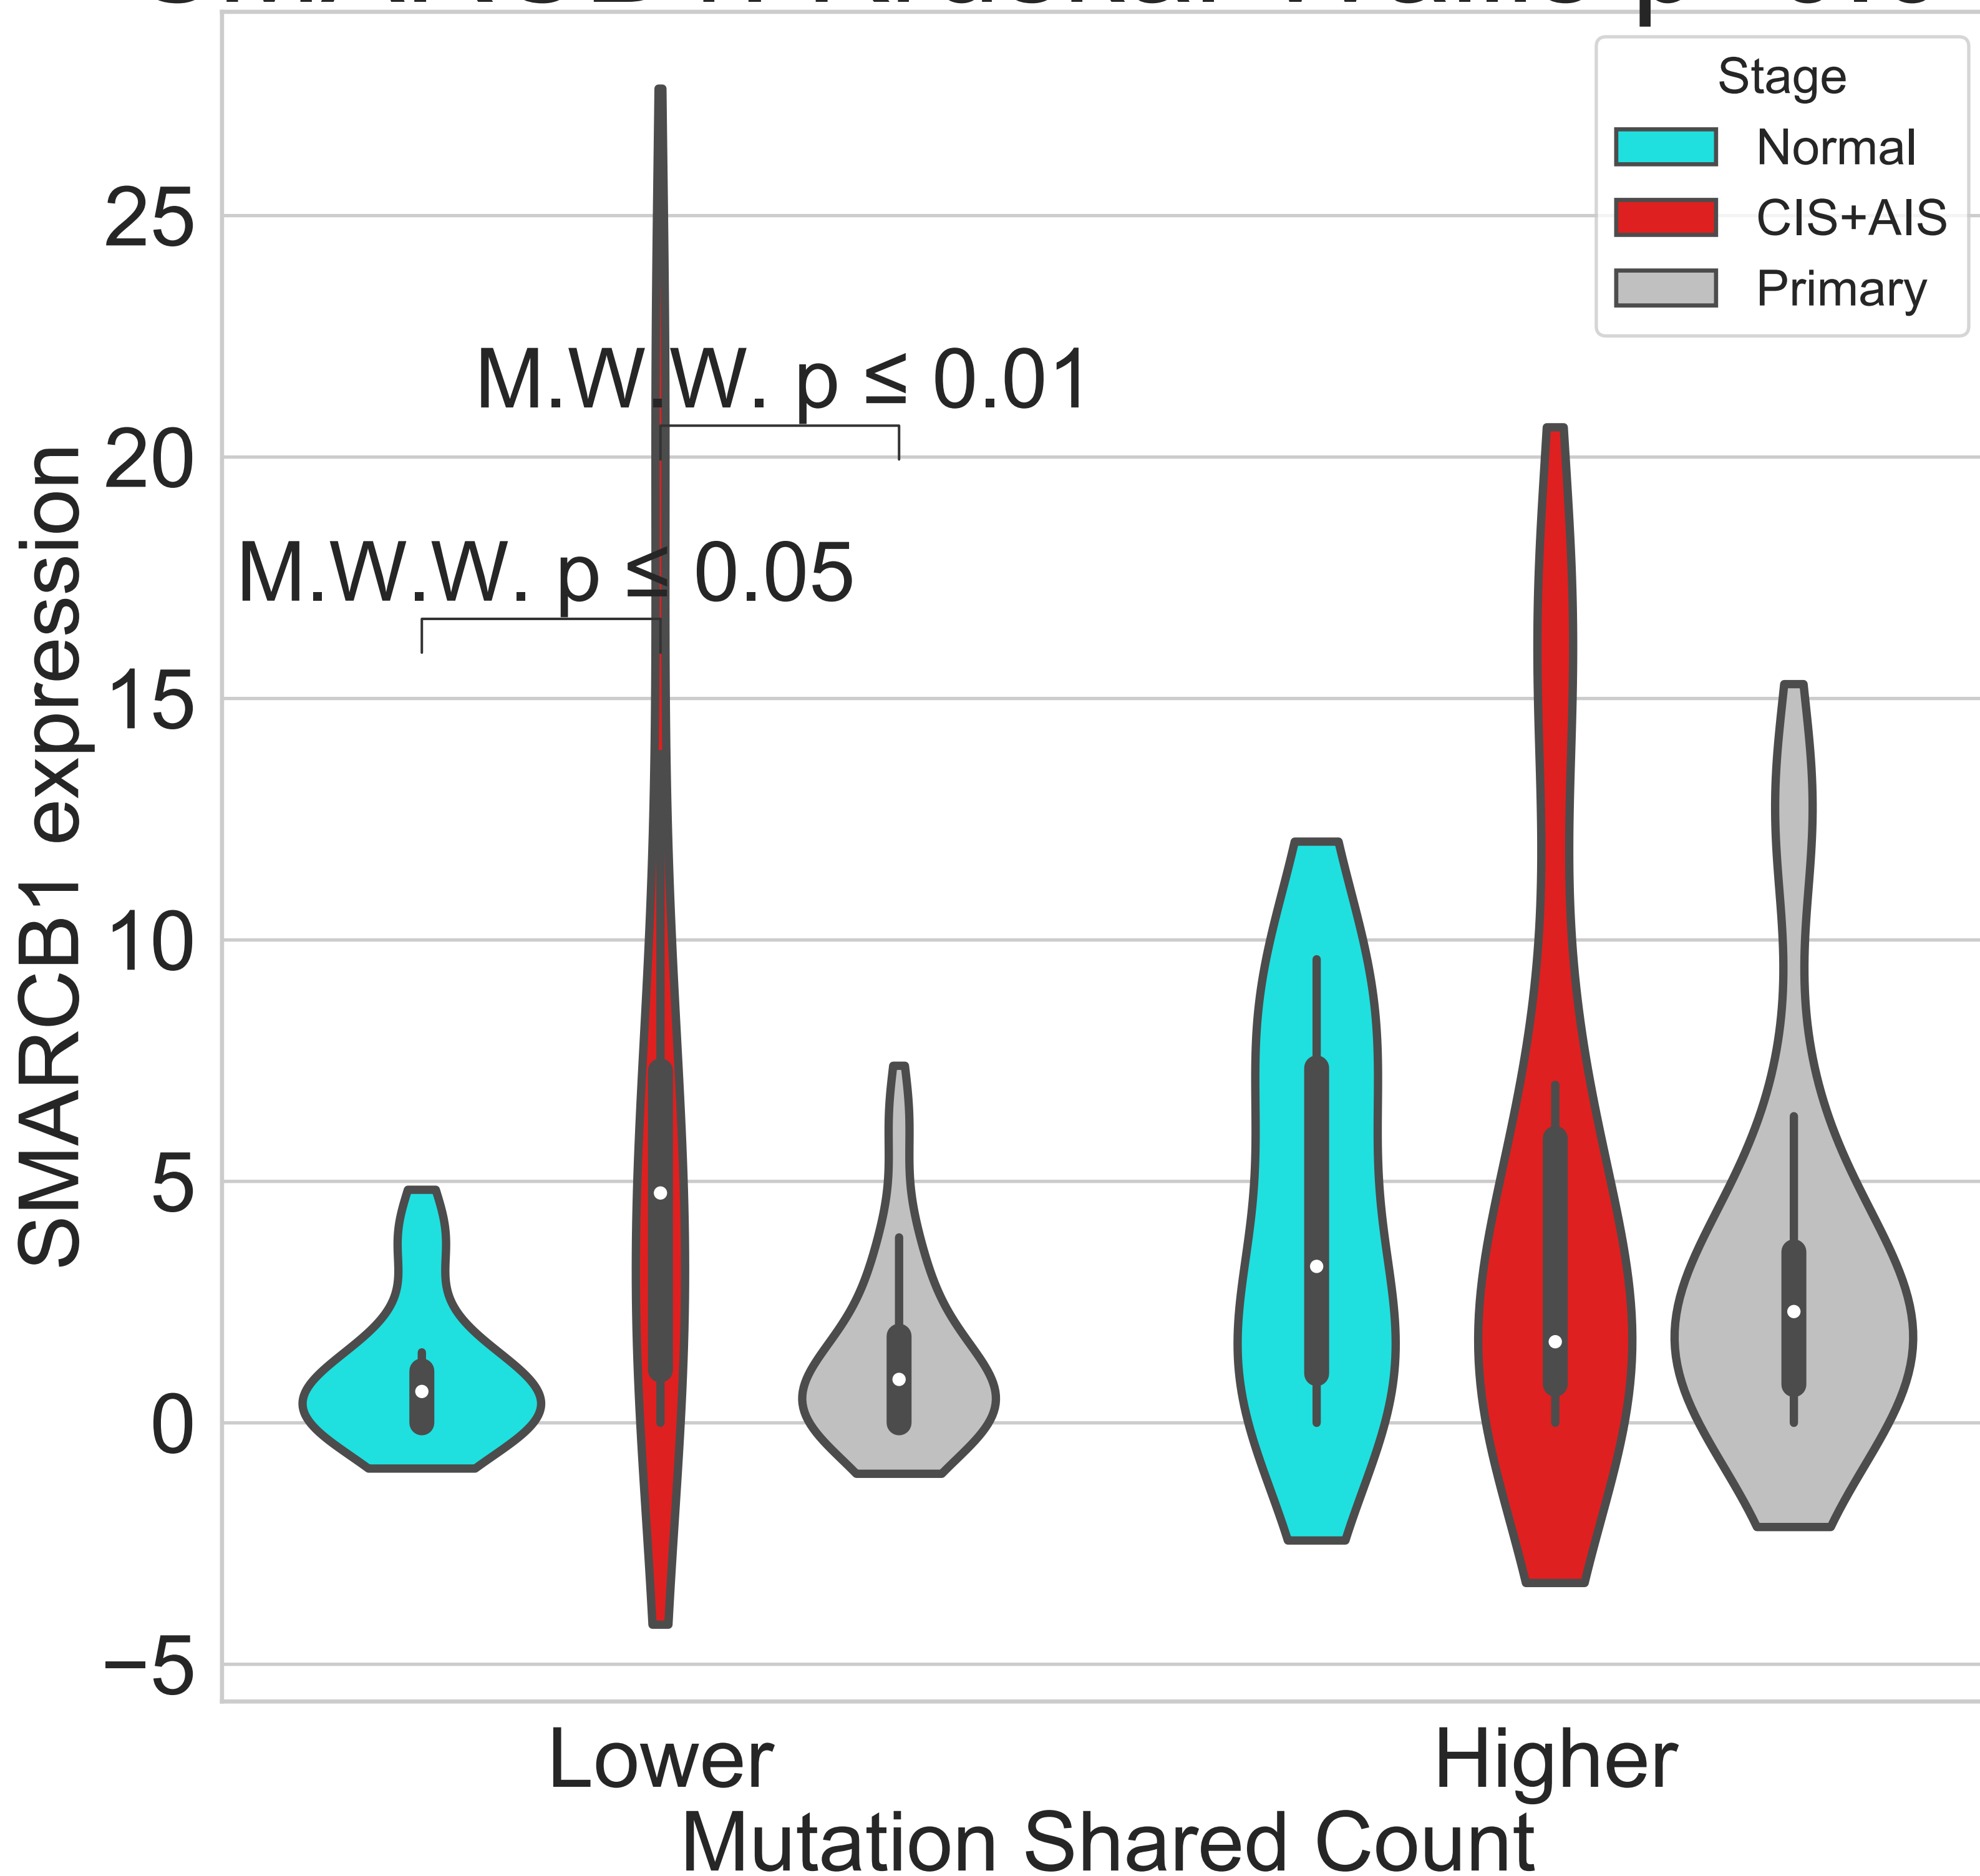 Stage
Normal
CIS+AIS
Primary
M.W.W. p ≤ 0.01
M.W.W. p ≤ 0.05
SMARCB1 expression
25
20
15
10
5
0
−5
Lower
Higher
Mutation Shared Count